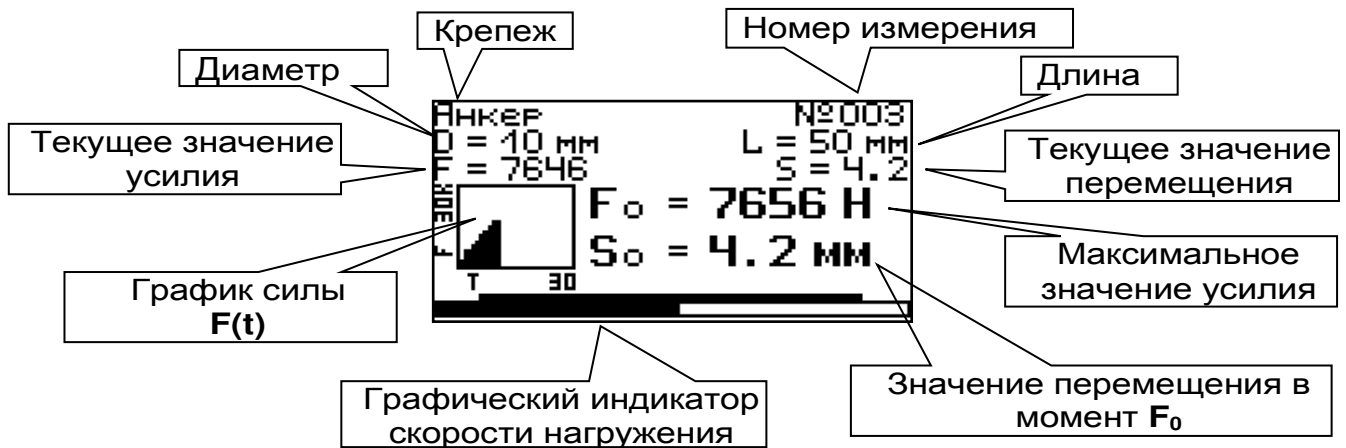 Крепеж
Номер измерения
Диаметр
Длина
Текущее значение
усилия
Анкер
№003
D = 10 мм
L = 50 мм
F = 7646
S = 4.2
Текущее значение
перемещения
F₀ = 7656 Н
S₀ = 4.2 мм
F
T
30
График силы
F(t)
Максимальное
значение усилия
Графический индикатор
скорости нагружения
Значение перемещения в
момент F₀